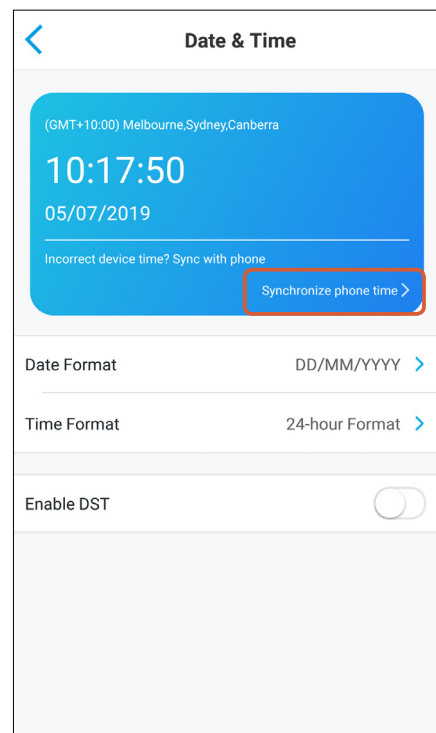 Date & Time
(GMT+10:00) Melbourne,Sydney,Canberra
10:17:50
05/07/2019
Incorrect device time? Sync with phone
Synchronize phone time
Date Format DD/MM/YYYY
Time Format 24-hour Format
Enable DST